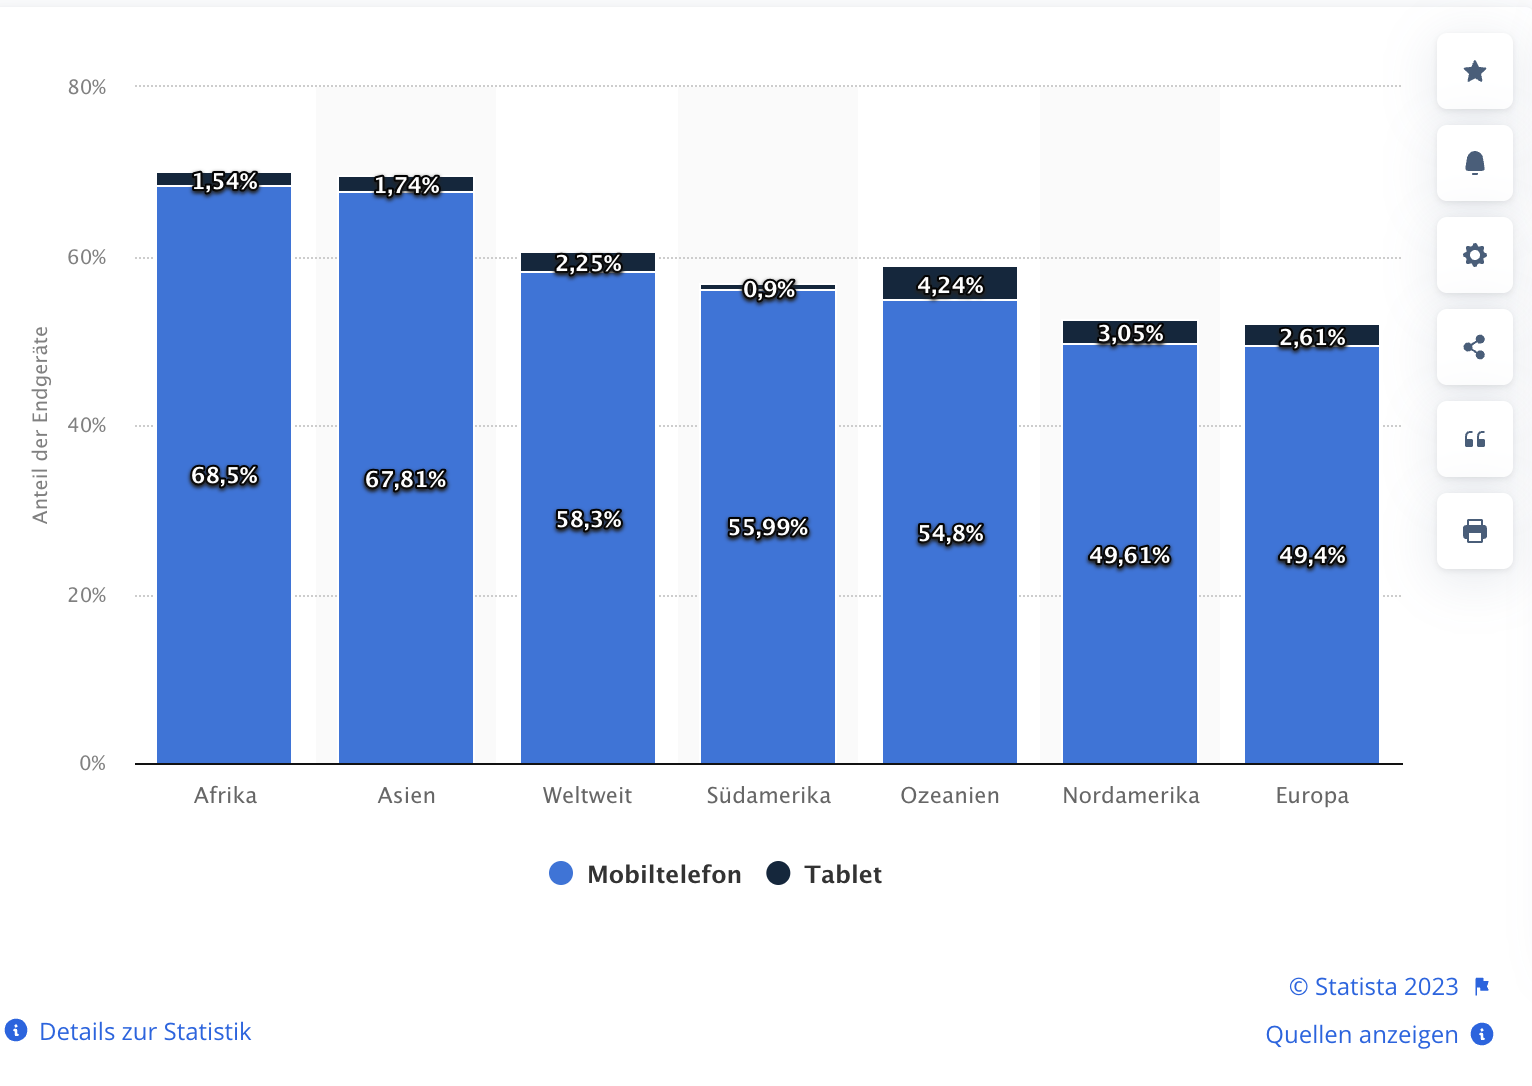 80%
60%
40%
20%
0%
Anteil der Endgeräte
1,54%
1,74%
2,25%
0,9%
4,24%
3,05%
2,61%
68,5%
67,81%
58,3%
55,99%
54,8%
49,61%
49,4%
Afrika
Asien
Weltweit
Südamerika
Ozeanien
Nordamerika
Europa
Mobiltelefon
Tablet
© Statista 2023
Details zur Statistik
Quellen anzeigen